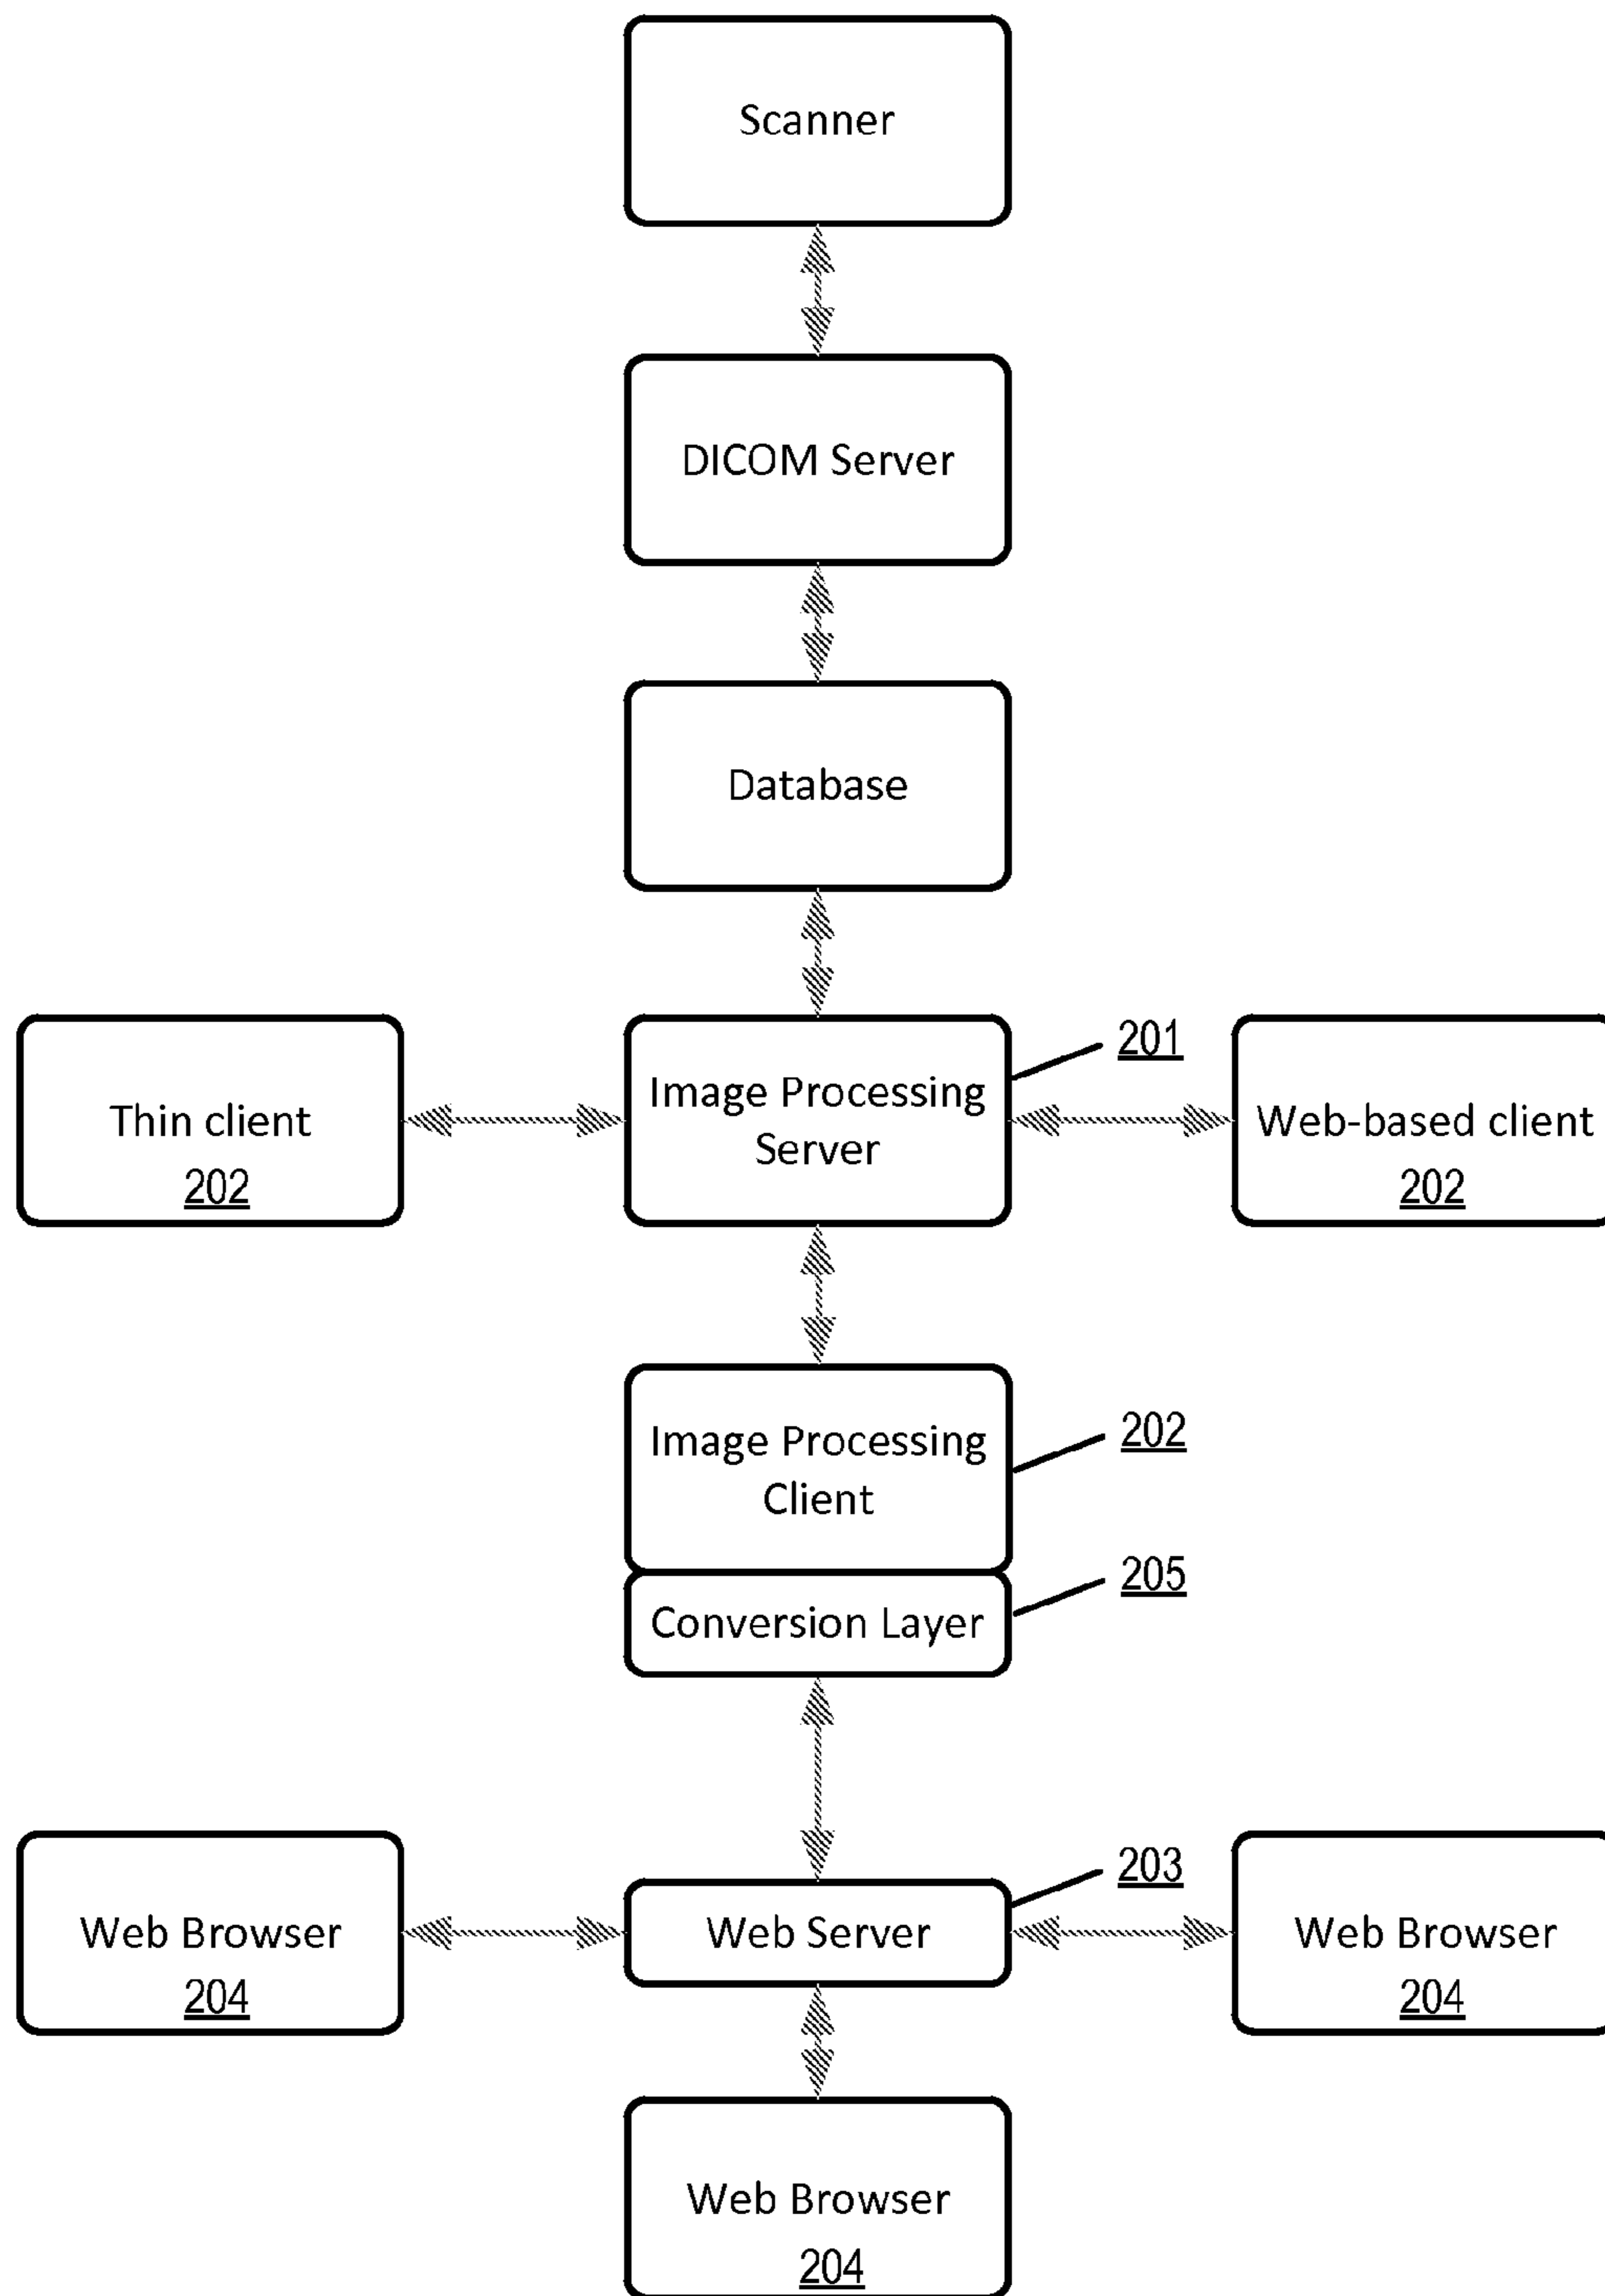 Scanner
DICOM Server
Database
Thin client
202
Image Processing
Server
201
Web-based client
202
Image Processing
Client
202
Conversion Layer
205
Web Browser
204
Web Server
203
Web Browser
204
Web Browser
204